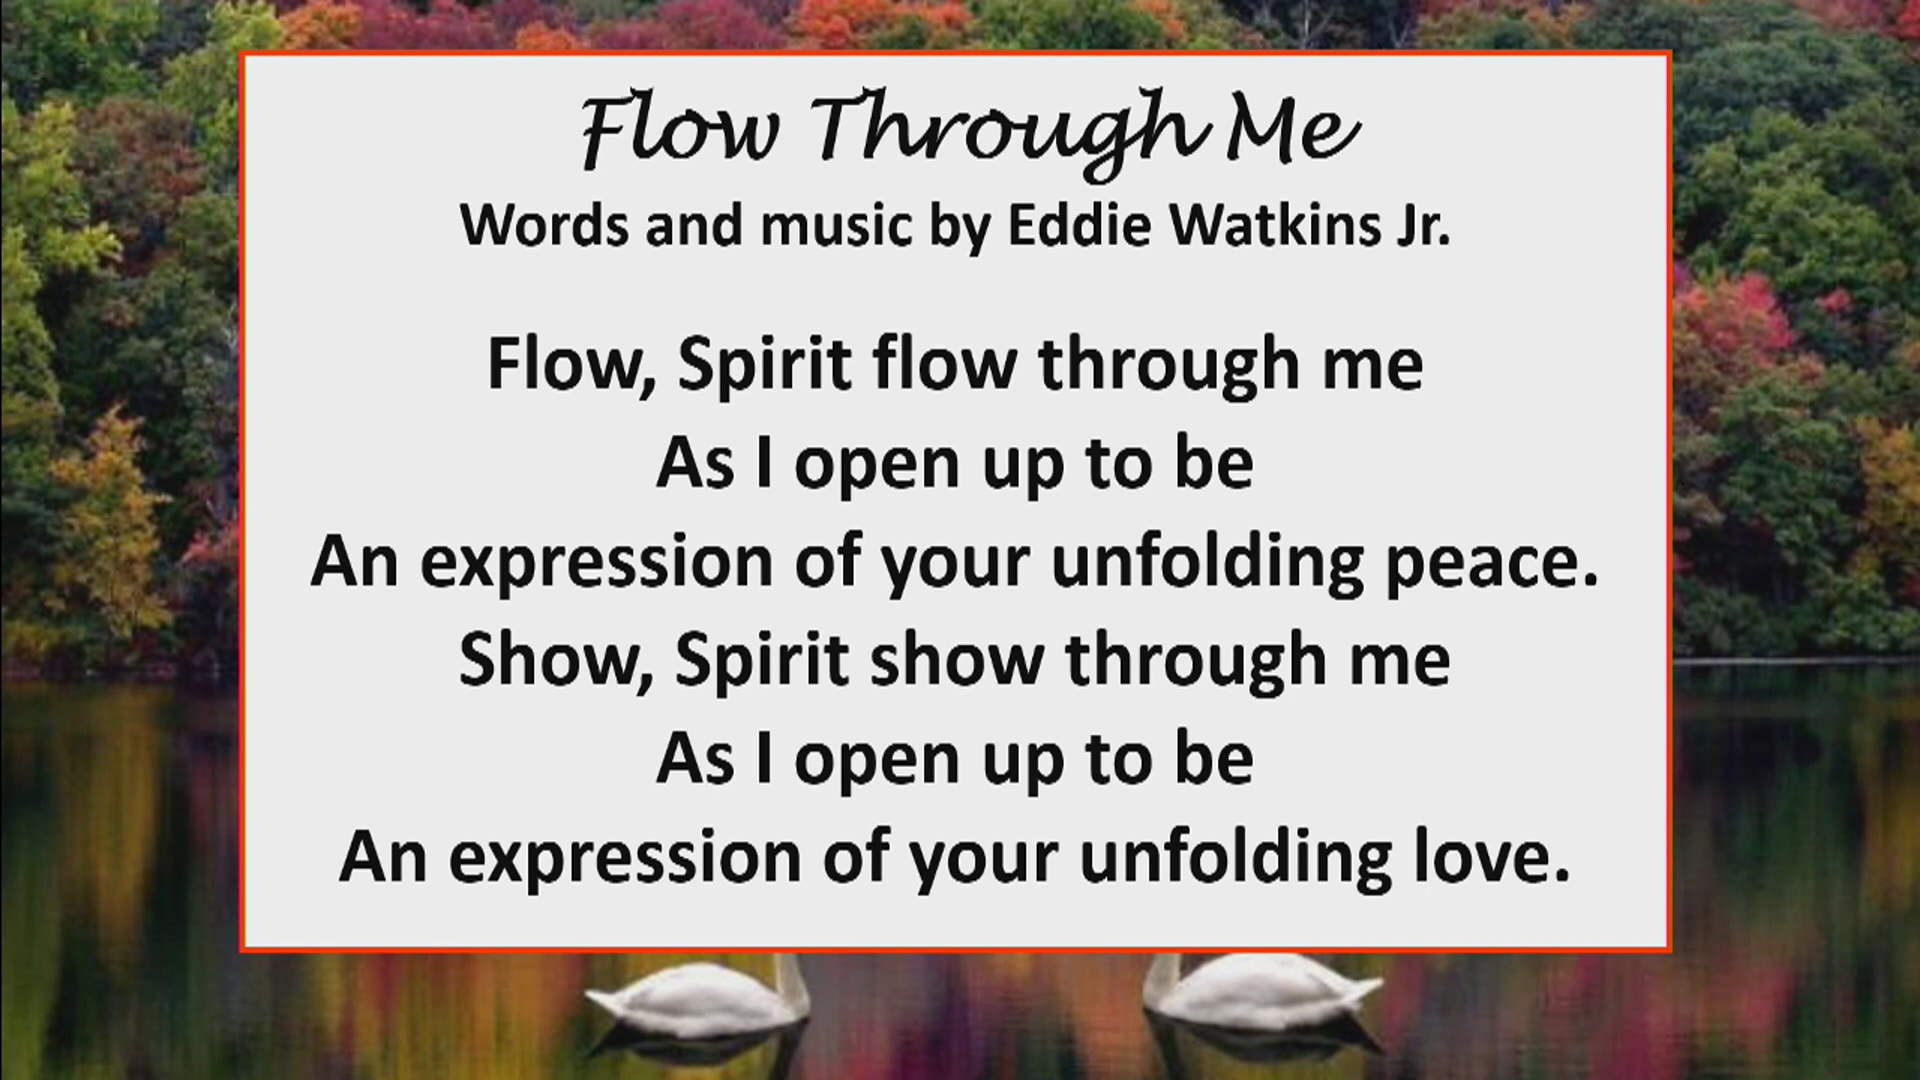 Flow Through Me
Words and music by Eddie Watkins Jr.
Flow, Spirit flow through me
As I open up to be
An expression of your unfolding peace.
Show, Spirit show through me
As I open up to be
An expression of your unfolding love.